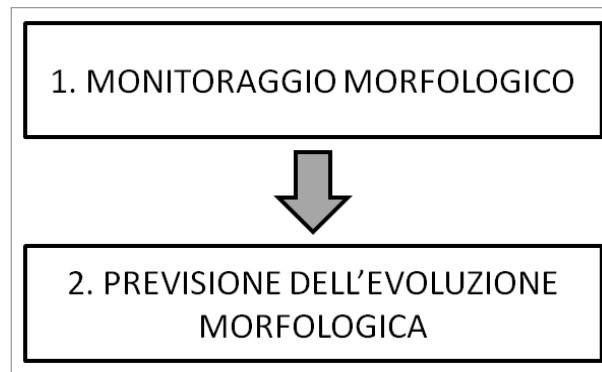 1. MONITORAGGIO MORFOLOGICO
2. PREVISIONE DELL’EVOLUZIONE
MORFOLOGICA